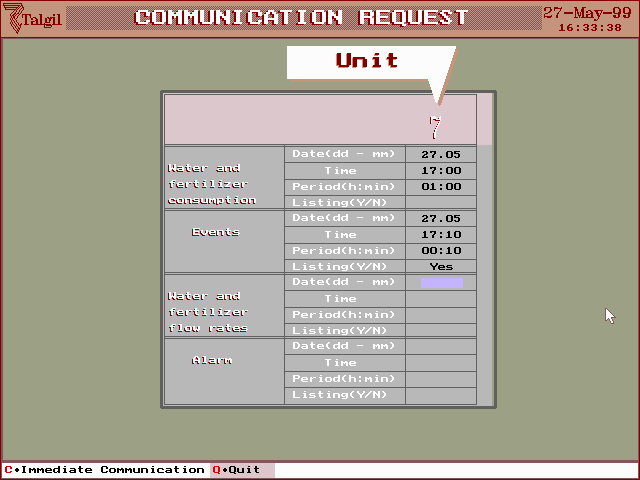 Talgil
COMMUNICATION REQUEST
27-May-99
16:33:38
Unit
7
Water and
fertilizer
consumption
Date(dd - mm) 27.05
Time 17:00
Period(h:min) 01:00
Listing(Y/N)
Events
Date(dd - mm) 27.05
Time 17:10
Period(h:min) 00:10
Listing(Y/N) Yes
Water and
fertilizer
flow rates
Date(dd - mm)
Time
Period(h:min)
Listing(Y/N)
Alarm
Date(dd - mm)
Time
Period(h:min)
Listing(Y/N)
C•Immediate Communication Q•Quit